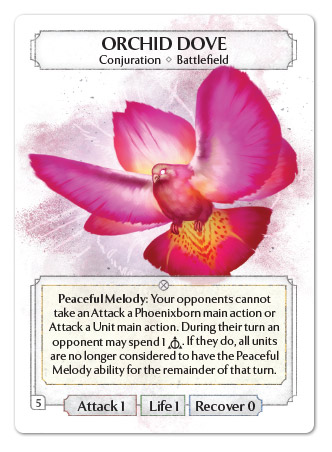 ORCHID DOVE
Conjuration ⬦ Battlefield
Peaceful Melody: Your opponents cannot
take an Attack a Phoenixborn main action or
Attack a Unit main action. During their turn an
opponent may spend 1 . If they do, all units
are no longer considered to have the Peaceful
Melody ability for the remainder of that turn.
5
Attack 1 Life 1 Recover 0